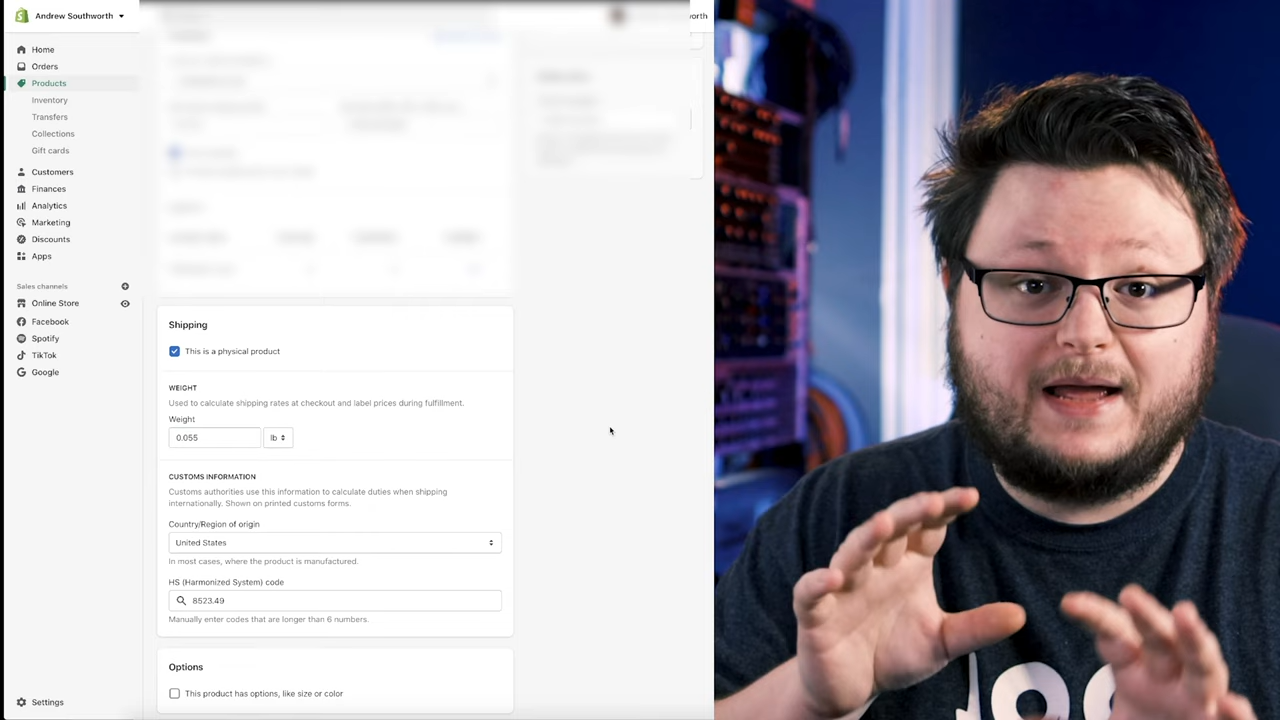 Andrew Southworth
orth
Home
Orders
Products
Inventory
Transfers
Collections
Gift cards
Customers
Finances
Analytics
Marketing
Discounts
Apps
Sales channels
Online Store
Facebook
Spotify
TikTok
Google
Settings
Shipping
This is a physical product
WEIGHT
Used to calculate shipping rates at checkout and label prices during fulfillment.
Weight
0.055 lb
CUSTOMS INFORMATION
Customs authorities use this information to calculate duties when shipping
internationally. Shown on printed customs forms.
Country/Region of origin
United States
In most cases, where the product is manufactured.
HS (Harmonized System) code
8523.49
Manually enter codes that are longer than 6 numbers.
Options
This product has options, like size or color